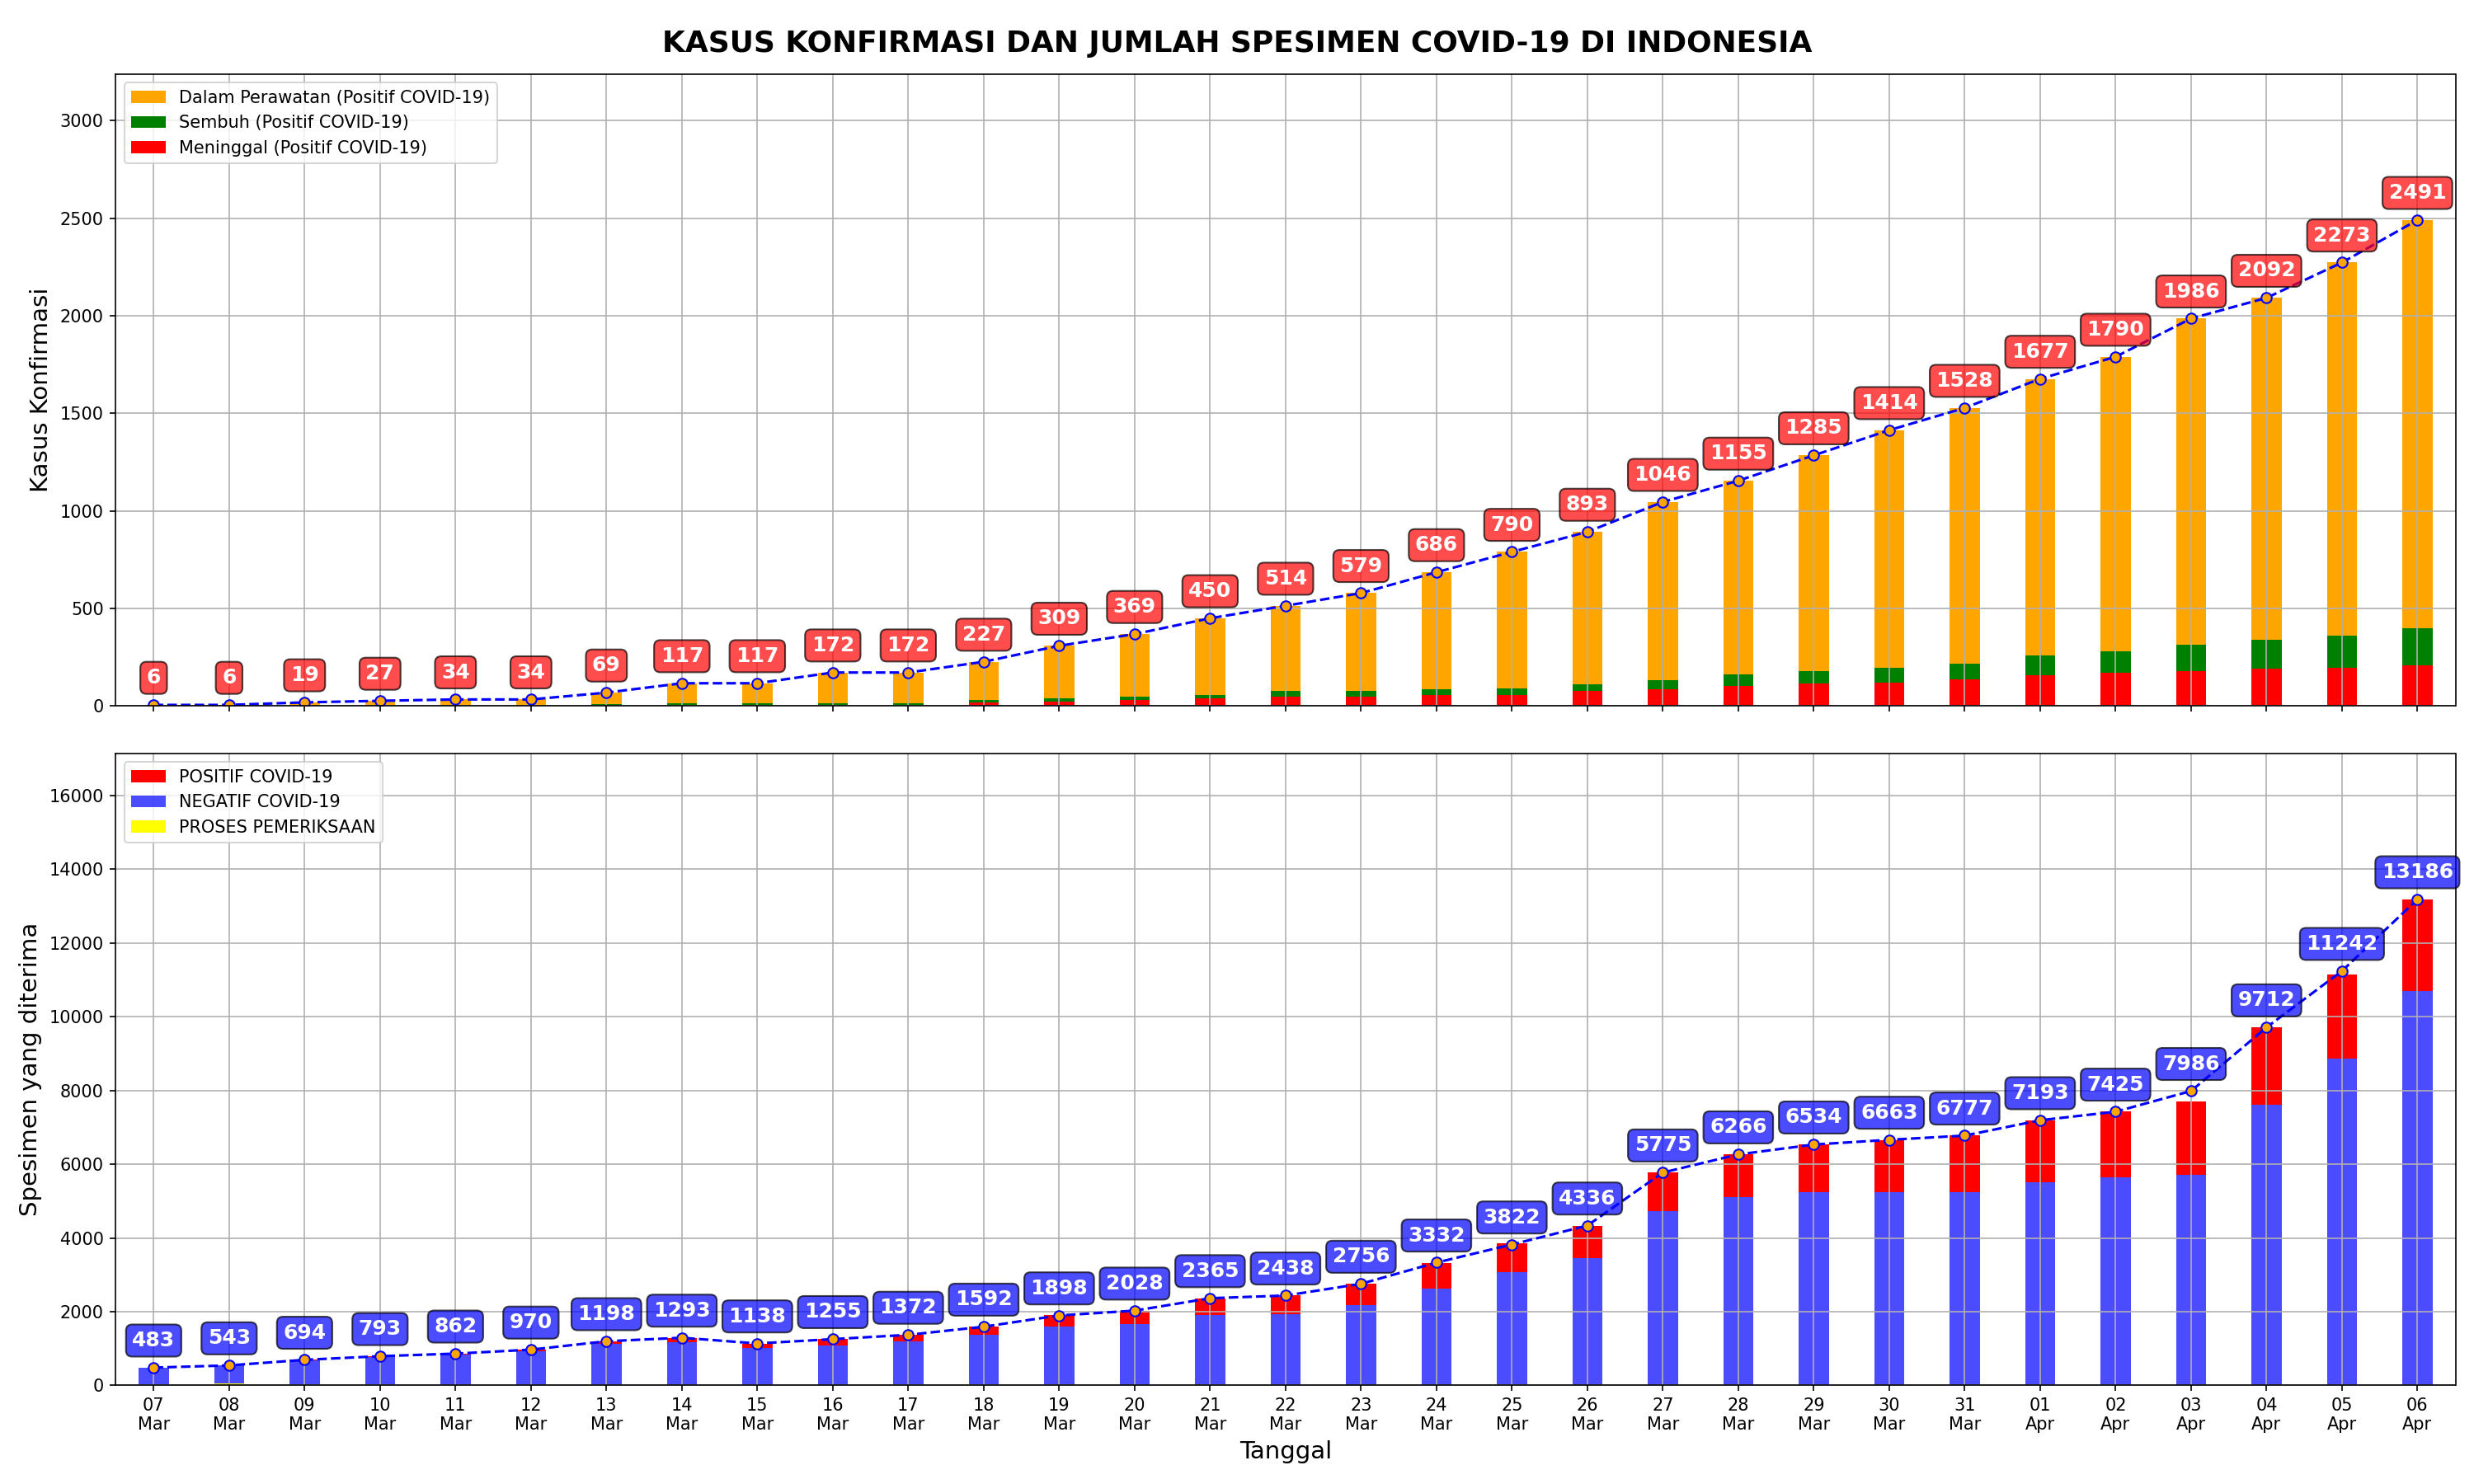 KASUS KONFIRMASI DAN JUMLAH SPESIMEN COVID-19 DI INDONESIA
Dalam Perawatan (Positif COVID-19)
Sembuh (Positif COVID-19)
Meninggal (Positif COVID-19)
Kasus Konfirmasi
3000
2500
2000
1500
1000
500
0
6 6 19 27 34 34 69 117 117 172 172 227 309 369 450 514 579 686 790 893 1046 1155 1285 1414 1528 1677 1790 1986 2092 2273 2491
POSITIF COVID-19
NEGATIF COVID-19
PROSES PEMERIKSAAN
Spesimen yang diterima
16000
14000
12000
10000
8000
6000
4000
2000
0
483 543 694 793 862 970 1198 1293 1138 1255 1372 1592 1898 2028 2365 2438 2756 3332 3822 4336 5775 6266 6534 6663 6777 7193 7425 7986 9712 11242 13186
07 08 09 10 11 12 13 14 15 16 17 18 19 20 21 22 23 24 25 26 27 28 29 30 31 01 02 03 04 05 06
Mar Mar Mar Mar Mar Mar Mar Mar Mar Mar Mar Mar Mar Mar Mar Mar Mar Mar Mar Mar Mar Mar Mar Mar Mar Apr Apr Apr Apr Apr Apr
Tanggal